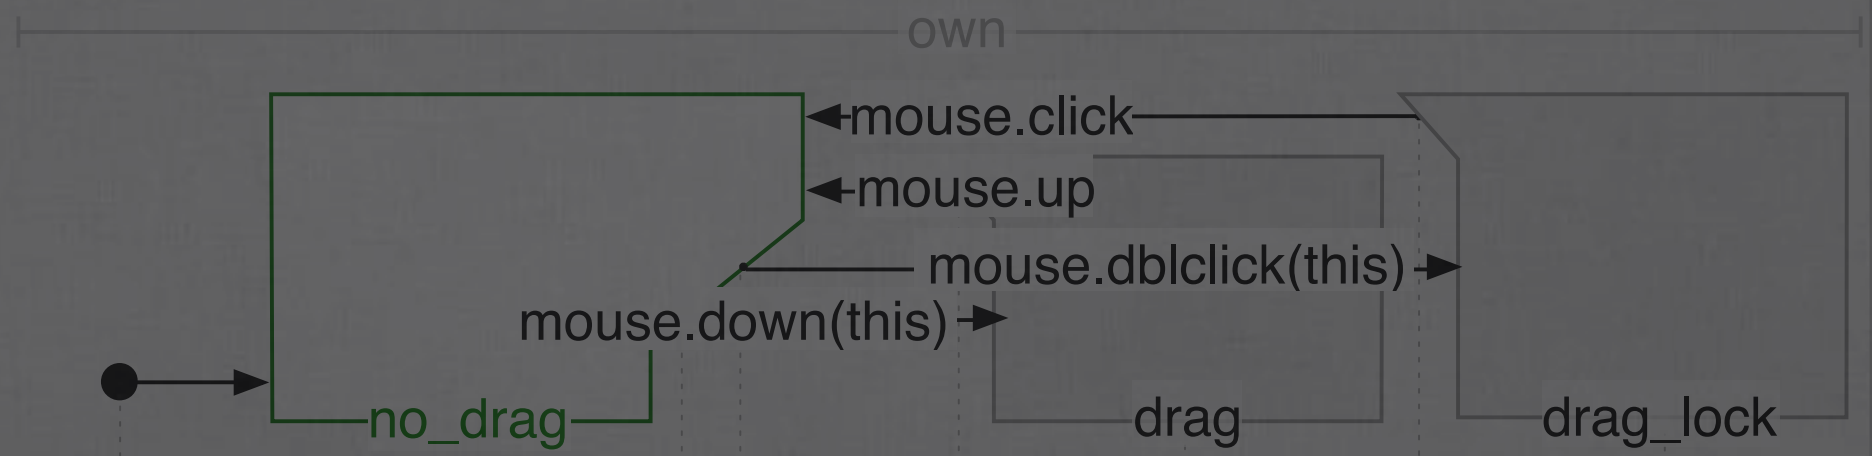 own
mouse.click
mouse.up
mouse.dblclick(this)
mouse.down(this)
no_drag
drag
drag_lock